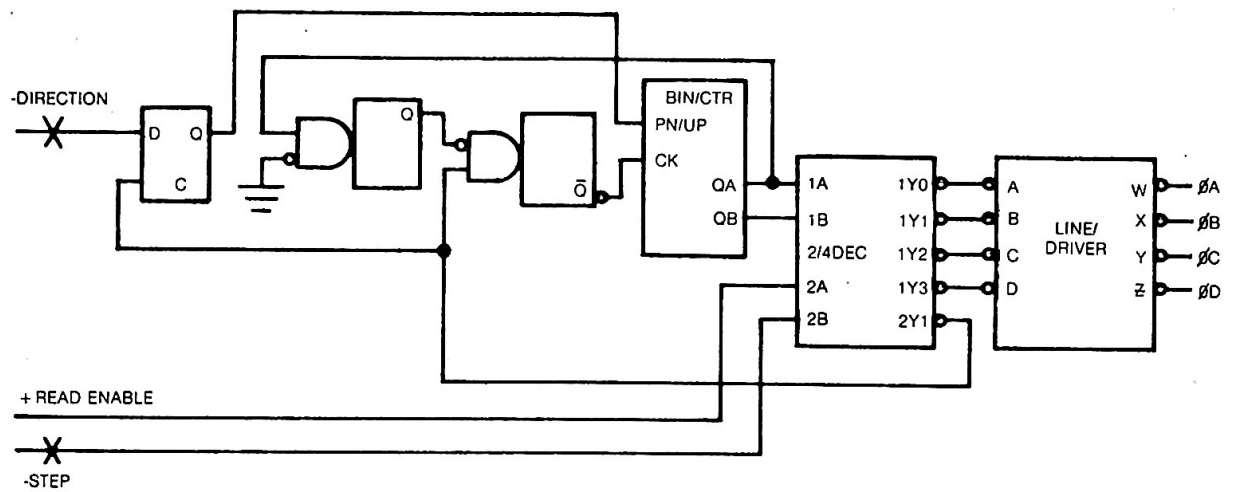 -DIRECTION
D Q
C
Q
Q̅
BIN/CTR
PN/UP
CK
QA
QB
1A 1Y0
1B 1Y1
2/4DEC 1Y2
2A 1Y3
2B 2Y1
A W ØA
B X ØB
LINE/
DRIVER
C Y ØC
D Z ØD
+ READ ENABLE
-STEP